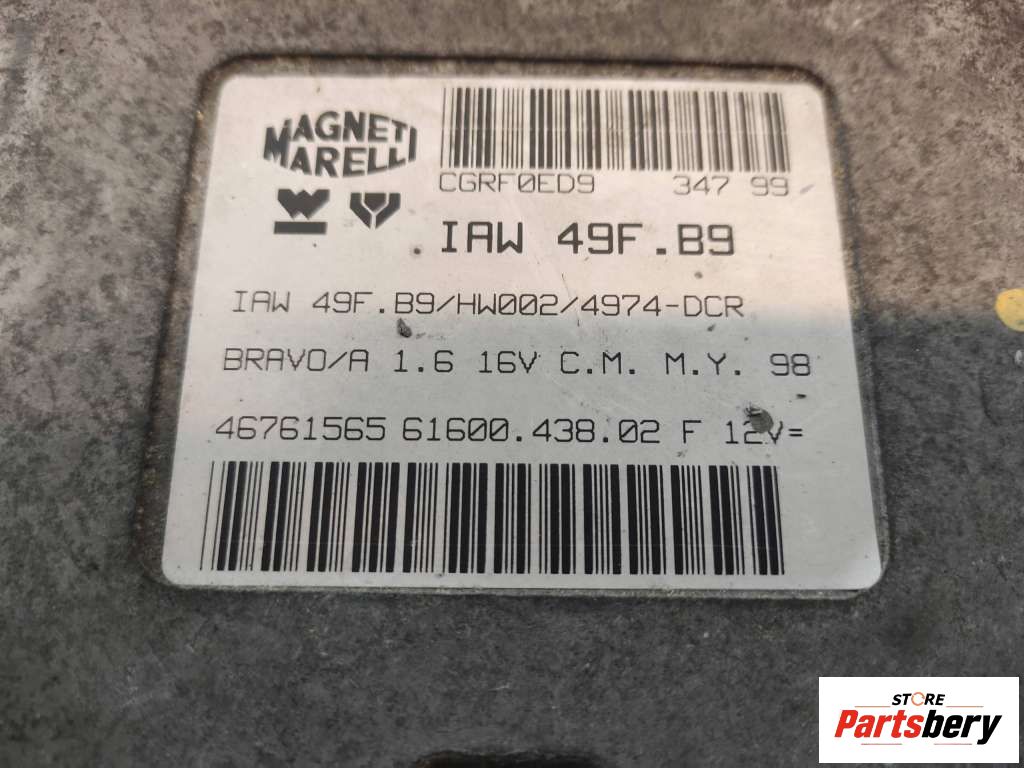 MAGNETI
MARELLI
CGRF0ED9 347 99
IAW 49F.B9
IAW 49F.B9/HW002/4974-DCR
BRAVO/A 1.6 16V C.M. M.Y. 98
46761565 61600.438.02 F 12V=
STORE
Partsbery